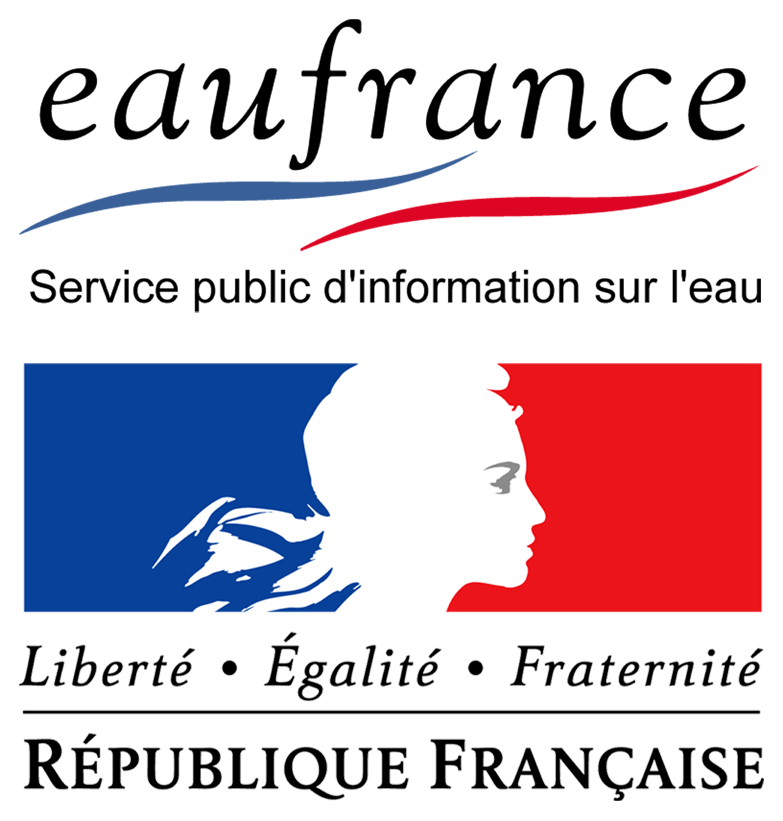 eaufrance
Service public d'information sur l'eau
Liberté • Égalité • Fraternité
RÉPUBLIQUE FRANÇAISE